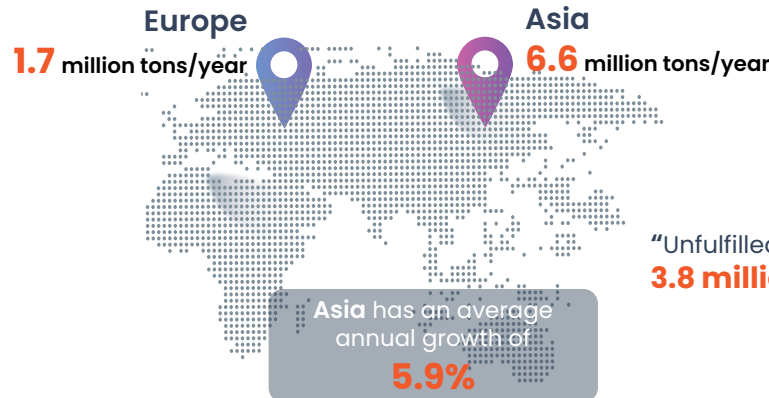 Europe
1.7 million tons/year
Asia
6.6 million tons/year
“Unfulfilled
3.8
Asia has an average
annual growth of
5.9%